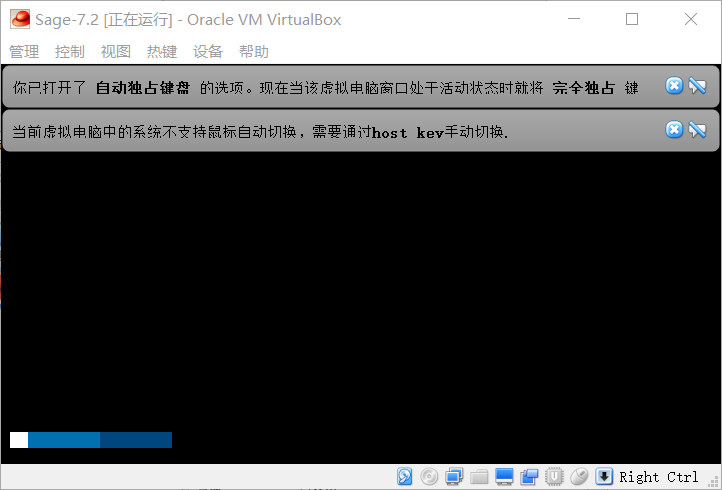 Sage-7.2 [正在运行] - Oracle VM VirtualBox
管理 控制 视图 热键 设备 帮助
你已打开了 自动独占键盘 的选项。现在当该虚拟电脑窗口处于活动状态时就将 完全独占 键
当前虚拟电脑中的系统不支持鼠标自动切换，需要通过host key手动切换.
Right Ctrl